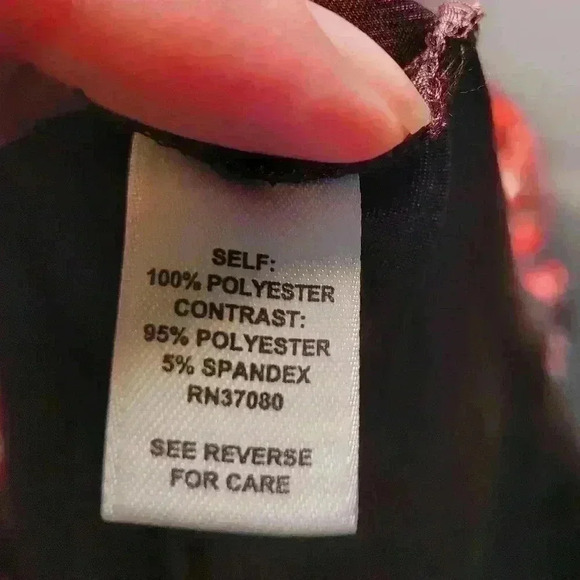 SELF:
100% POLYESTER
CONTRAST:
95% POLYESTER
5% SPANDEX
RN37080
SEE REVERSE
FOR CARE